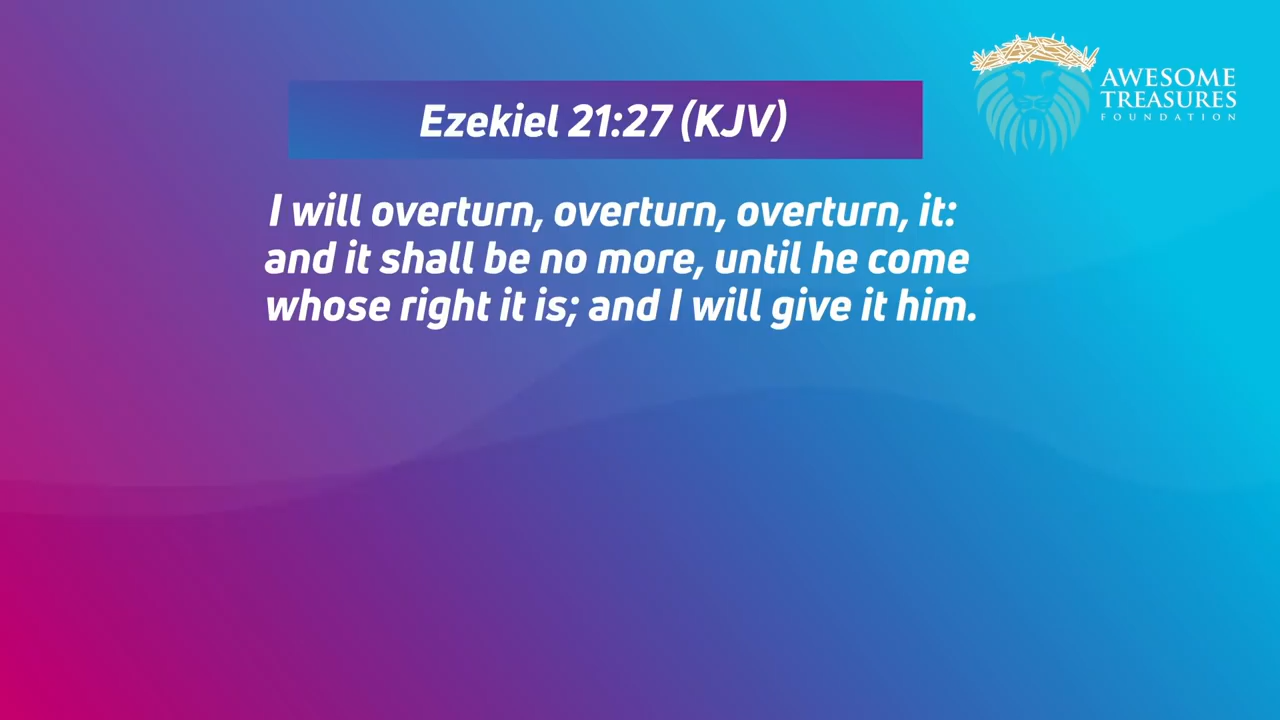 Ezekiel 21:27 (KJV)
AWESOME
TREASURES
FOUNDATION
I will overturn, overturn, overturn, it:
and it shall be no more, until he come
whose right it is; and I will give it him.